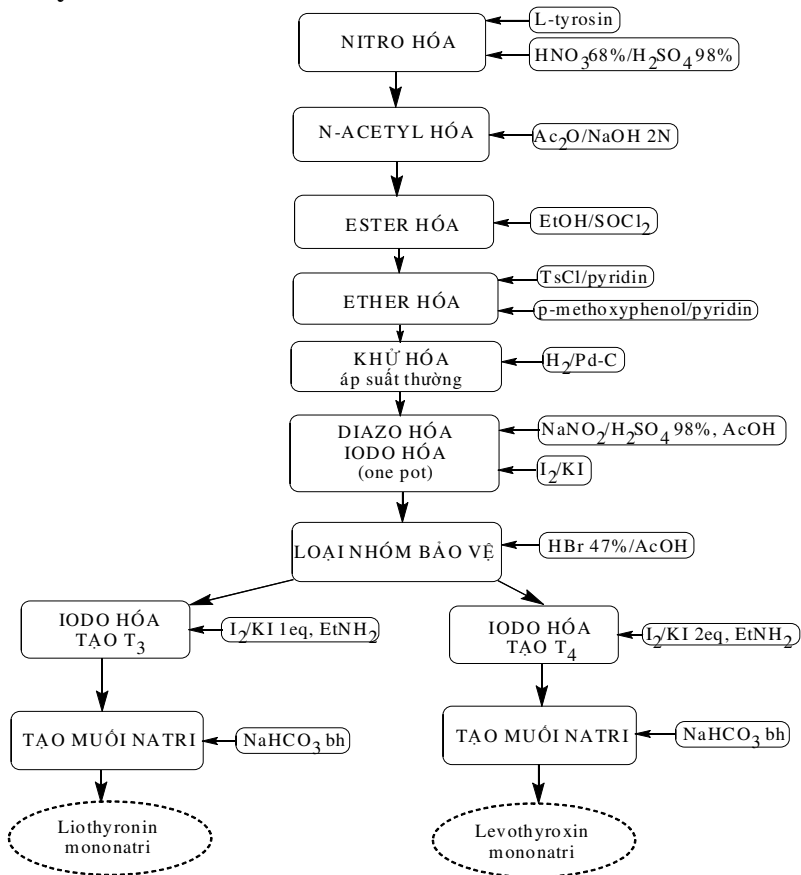 L-tyrosin
NITRO HÓA
HNO3 68%/H2SO4 98%
N-ACETYL HÓA
Ac2O/NaOH 2N
ESTER HÓA
EtOH/SOCl2
TsCl/pyridin
ETHER HÓA
p-methoxyphenol/pyridin
KHỬ HÓA
áp suất thường
H2/Pd-C
DIAZO HÓA
IODO HÓA
(one pot)
NaNO2/H2SO4 98%, AcOH
I2/KI
LOẠI NHÓM BẢO VỆ
HBr 47%/AcOH
IODO HÓA
TẠO T3
I2/KI 1eq, EtNH2
IODO HÓA
TẠO T4
I2/KI 2eq, EtNH2
TẠO MUỐI NATRI
NaHCO3 bh
TẠO MUỐI NATRI
NaHCO3 bh
Liothyronin
mononatri
Levothyroxin
mononatri